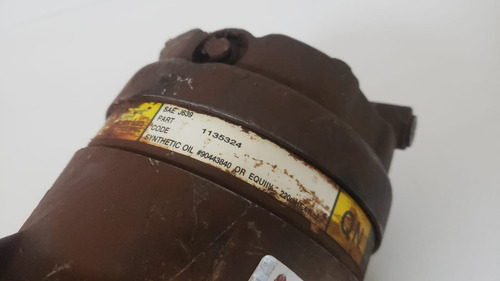 SAE J639
PART
CODE 1135324
SYNTHETIC OIL #90443840 OR EQUIV.